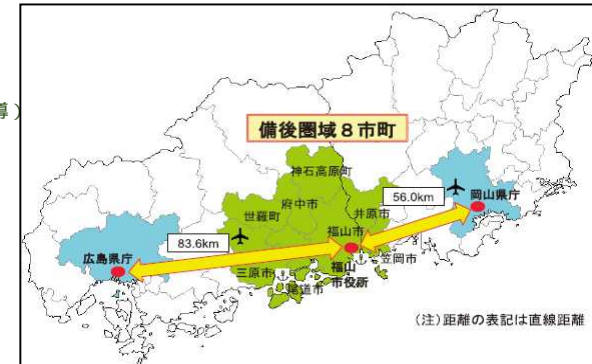 導）
備後圏域８市町
神石高原町
岡山県庁
56.0km
府中市
井原市
世羅町
83.6km
福山市
広島県庁
笠岡市
福山
市役所
三原市
尾道市
(注)距離の表記は直線距離